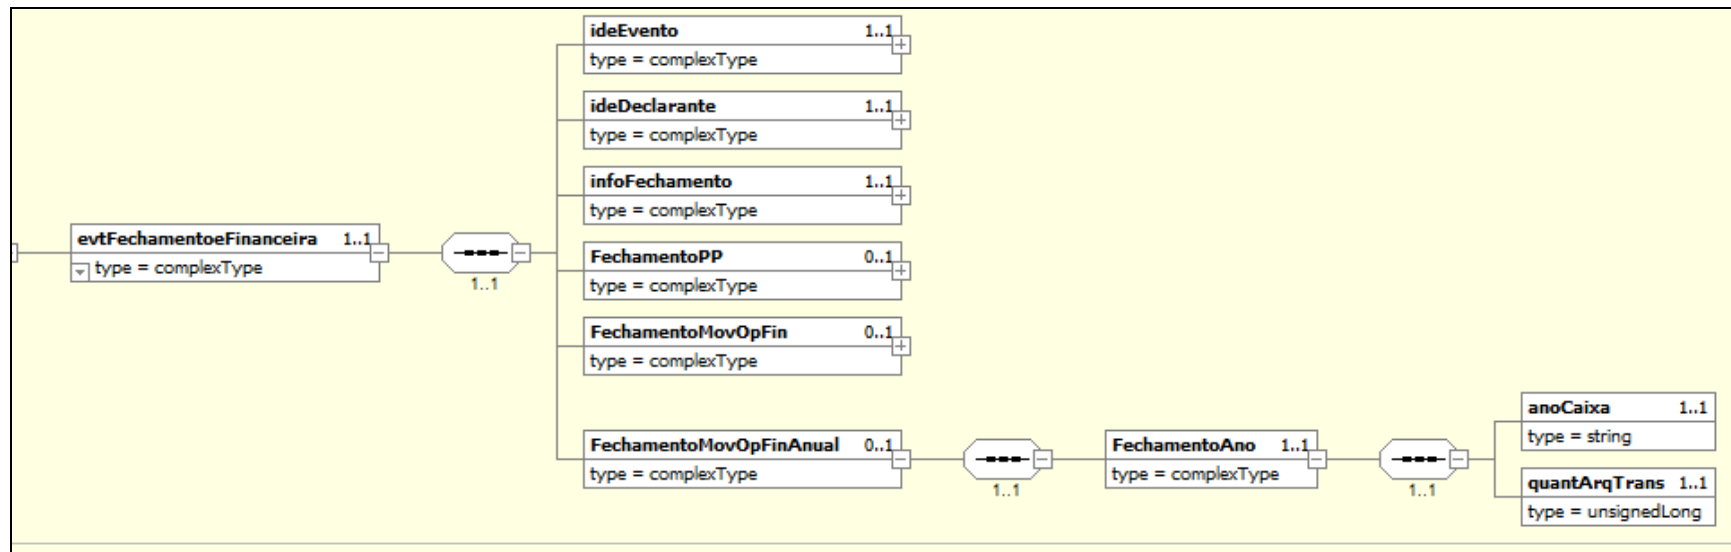 ideEvento 1..1
type = complexType
ideDeclarante 1..1
type = complexType
infoFechamento 1..1
type = complexType
evtFechamentoeFinanceira 1..1
type = complexType
1..1
FechamentoPP 0..1
type = complexType
FechamentoMovOpFin 0..1
type = complexType
FechamentoMovOpFinAnual 0..1
type = complexType
1..1
FechamentoAno 1..1
type = complexType
1..1
anoCaixa 1..1
type = string
quantArqTrans 1..1
type = unsignedLong